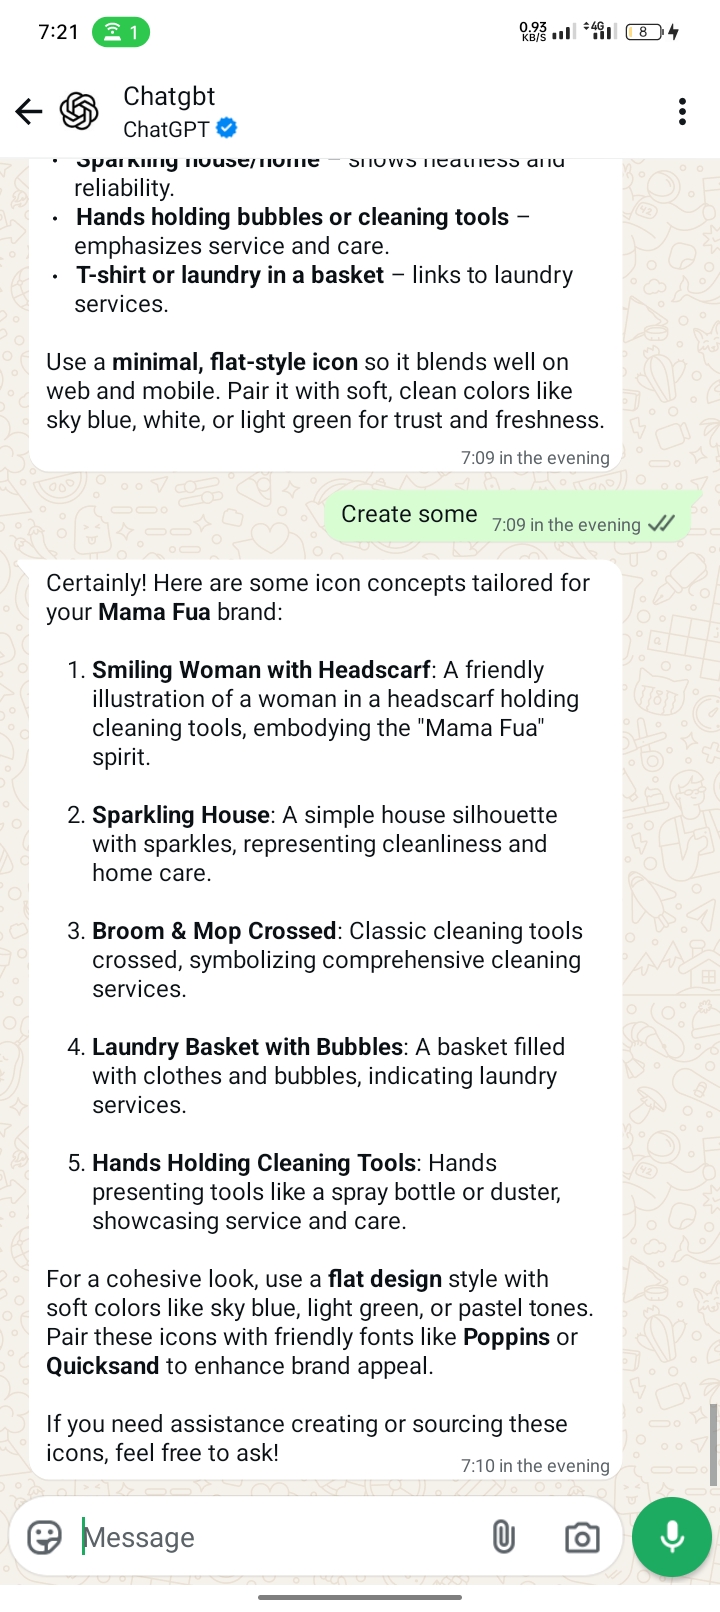 7:21
1
0.93
KB/S
4G
8
Chatgbt
ChatGPT
• Sparkling house/home – shows neatness and
reliability.
• Hands holding bubbles or cleaning tools –
emphasizes service and care.
• T-shirt or laundry in a basket – links to laundry
services.
Use a minimal, flat-style icon so it blends well on
web and mobile. Pair it with soft, clean colors like
sky blue, white, or light green for trust and freshness.
7:09 in the evening
Create some
7:09 in the evening
Certainly! Here are some icon concepts tailored for
your Mama Fua brand:
1. Smiling Woman with Headscarf: A friendly
illustration of a woman in a headscarf holding
cleaning tools, embodying the "Mama Fua"
spirit.
2. Sparkling House: A simple house silhouette
with sparkles, representing cleanliness and
home care.
3. Broom & Mop Crossed: Classic cleaning tools
crossed, symbolizing comprehensive cleaning
services.
4. Laundry Basket with Bubbles: A basket filled
with clothes and bubbles, indicating laundry
services.
5. Hands Holding Cleaning Tools: Hands
presenting tools like a spray bottle or duster,
showcasing service and care.
For a cohesive look, use a flat design style with
soft colors like sky blue, light green, or pastel tones.
Pair these icons with friendly fonts like Poppins or
Quicksand to enhance brand appeal.
If you need assistance creating or sourcing these
icons, feel free to ask!
7:10 in the evening
Message